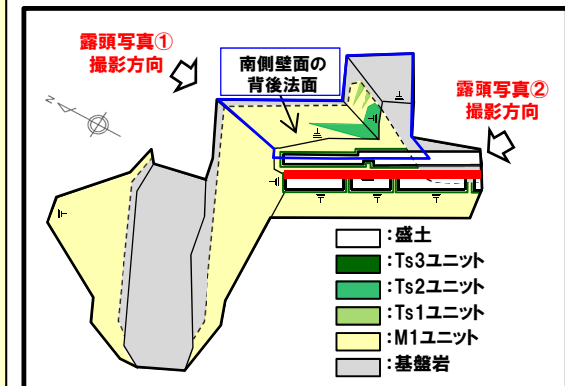 露頭写真①
撮影方向
南側壁面の
背後法面
露頭写真②
撮影方向
N
:盛土
:Ts3ユニット
:Ts2ユニット
:Ts1ユニット
:M1ユニット
:基盤岩